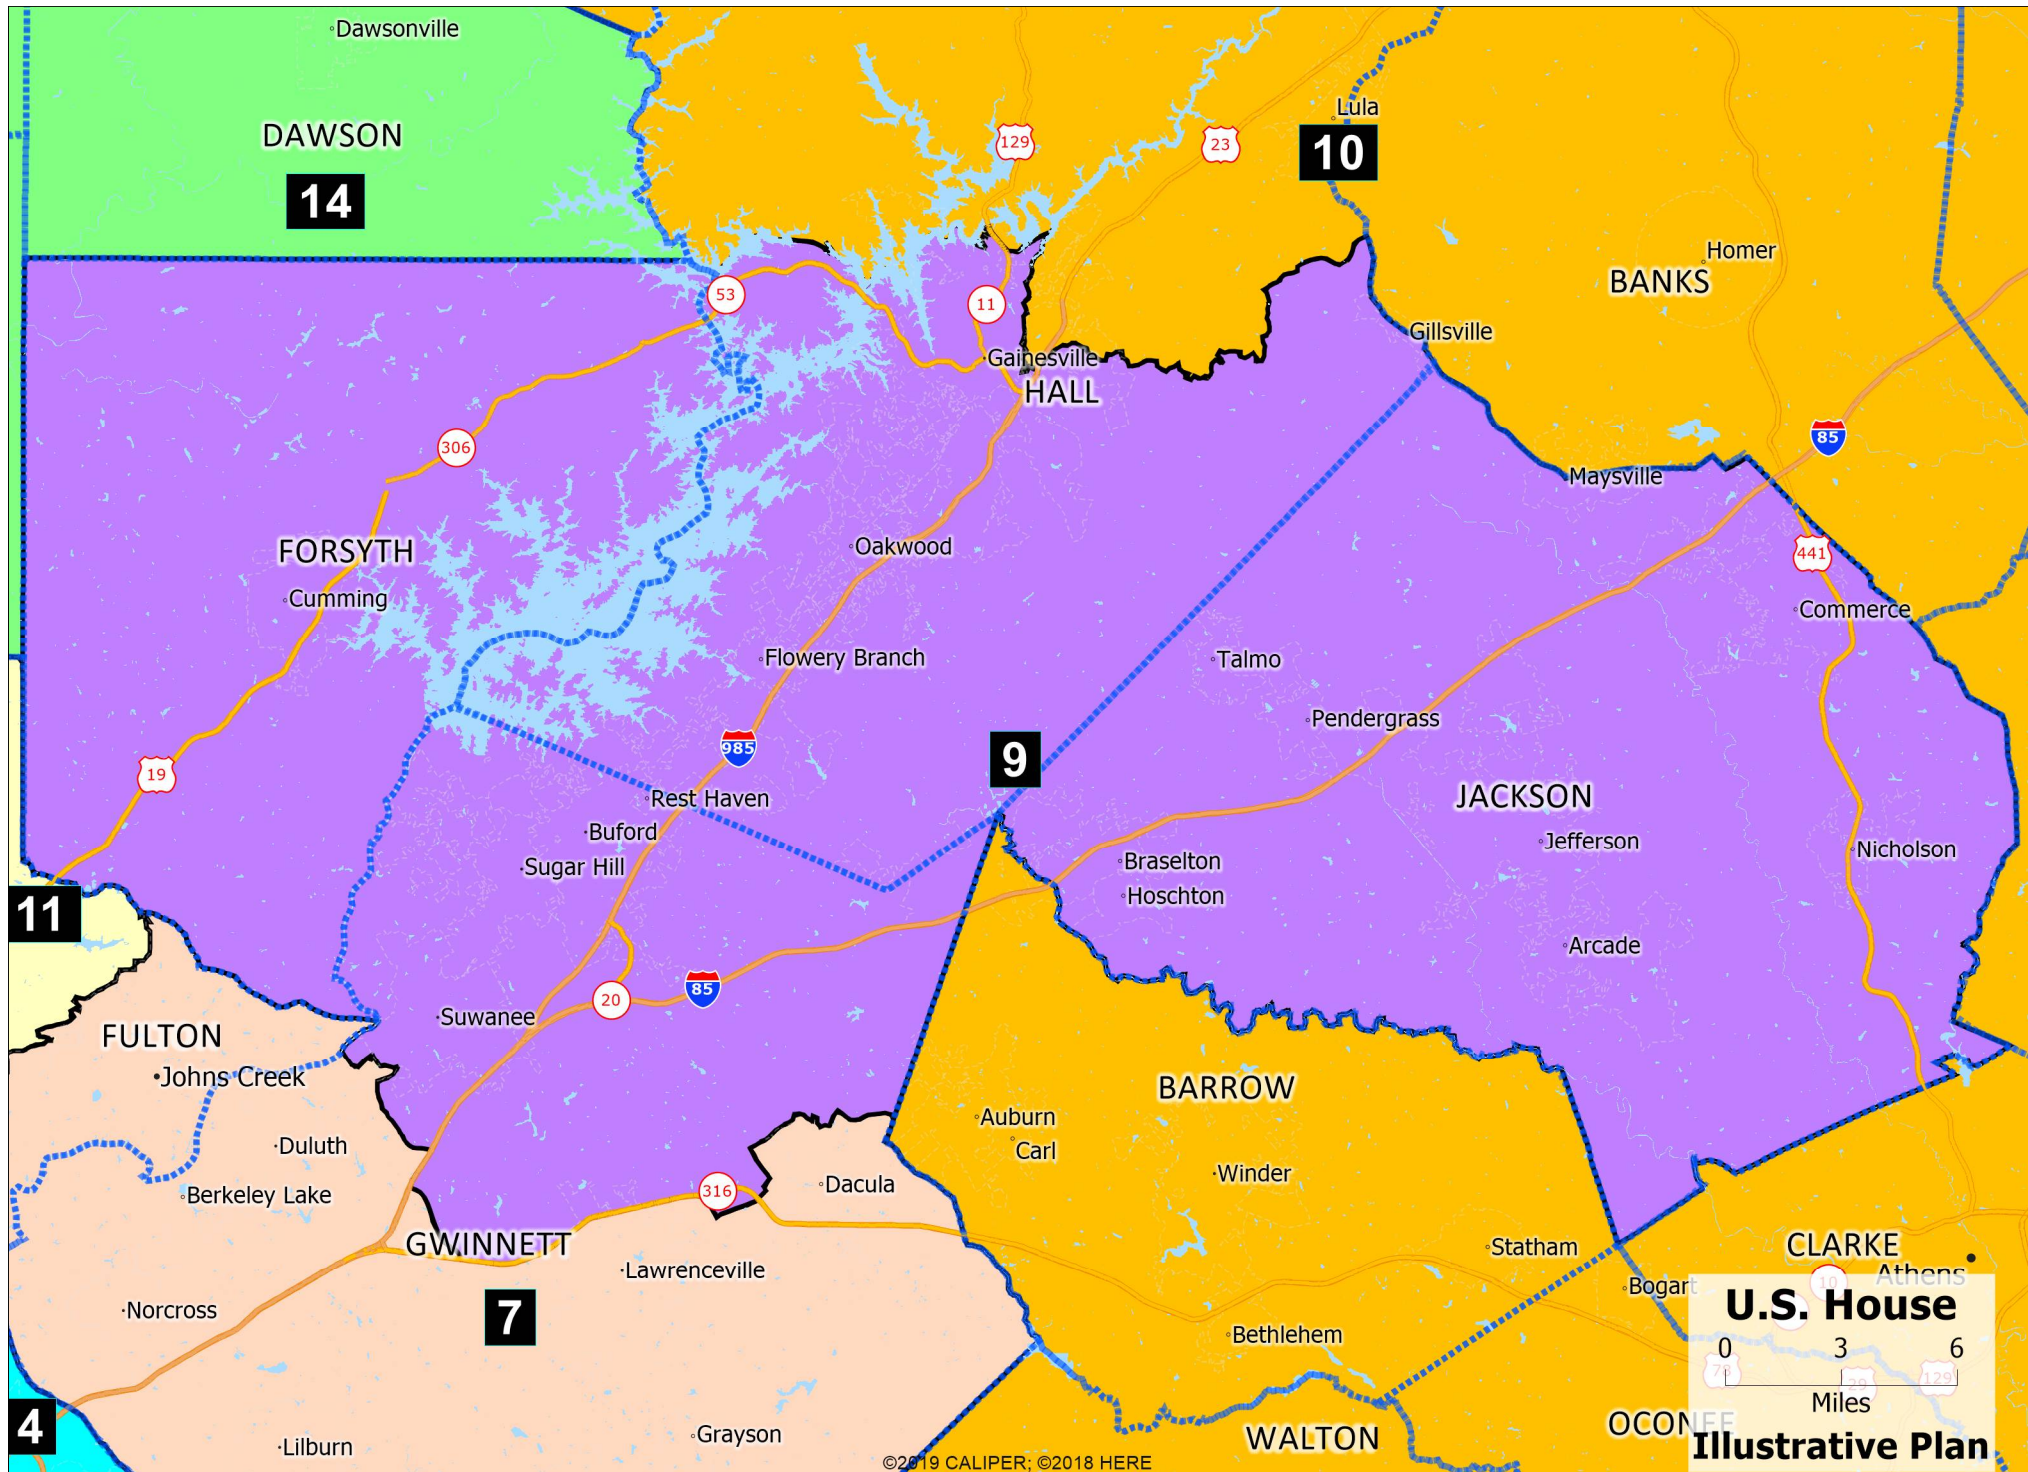 Dawsonville
Lula
DAWSON
129
23
10
14
Homer
BANKS
53
11
Gillsville
Gainesville
HALL
85
306
Maysville
FORSYTH
Oakwood
441
Cumming
Commerce
Flowery Branch
Talmo
Pendergrass
985
9
19
Rest Haven
JACKSON
Buford
Jefferson
Nicholson
Sugar Hill
Braselton
Hoschton
11
Arcade
85
20
Suwanee
FULTON
Johns Creek
BARROW
Auburn
Duluth
Carl
Winder
Berkeley Lake
Dacula
316
GWINNETT
Statham
CLARKE
Athens
Lawrenceville
Bogart
10
Norcross
7
U.S. House
Bethlehem
0 3 6
78
29
129
Miles
4
OCONEE
Grayson
WALTON
Lilburn
Illustrative Plan
©2019 CALIPER; ©2018 HERE